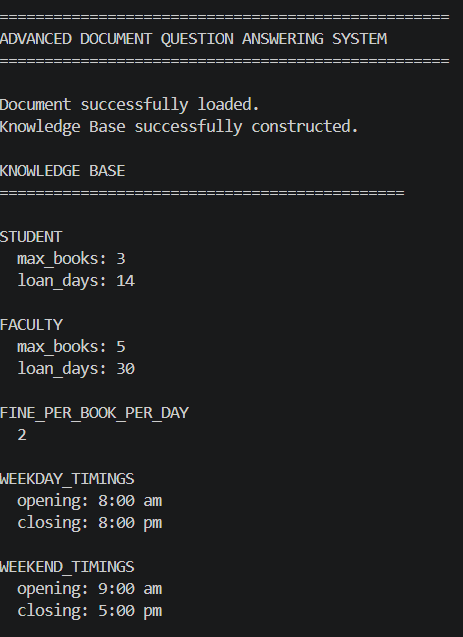 ==================================================
ADVANCED DOCUMENT QUESTION ANSWERING SYSTEM
==================================================
Document successfully loaded.
Knowledge Base successfully constructed.
KNOWLEDGE BASE
=============================================
STUDENT
  max_books: 3
  loan_days: 14
FACULTY
  max_books: 5
  loan_days: 30
FINE_PER_BOOK_PER_DAY
  2
WEEKDAY_TIMINGS
  opening: 8:00 am
  closing: 8:00 pm
WEEKEND_TIMINGS
  opening: 9:00 am
  closing: 5:00 pm